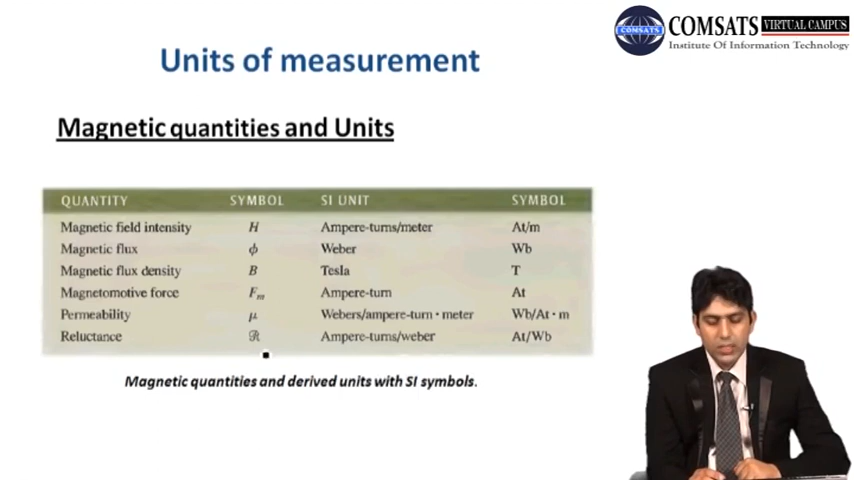 COMSATS VIRTUAL CAMPUS
COMSATS
Institute Of Information Technology
Units of measurement
Magnetic quantities and Units
QUANTITY SYMBOL SI UNIT SYMBOL
Magnetic field intensity H Ampere-turns/meter At/m
Magnetic flux ϕ Weber Wb
Magnetic flux density B Tesla T
Magnetomotive force Fm Ampere-turn At
Permeability μ Webers/ampere-turn · meter Wb/At · m
Reluctance ℛ Ampere-turns/weber At/Wb
Magnetic quantities and derived units with SI symbols.